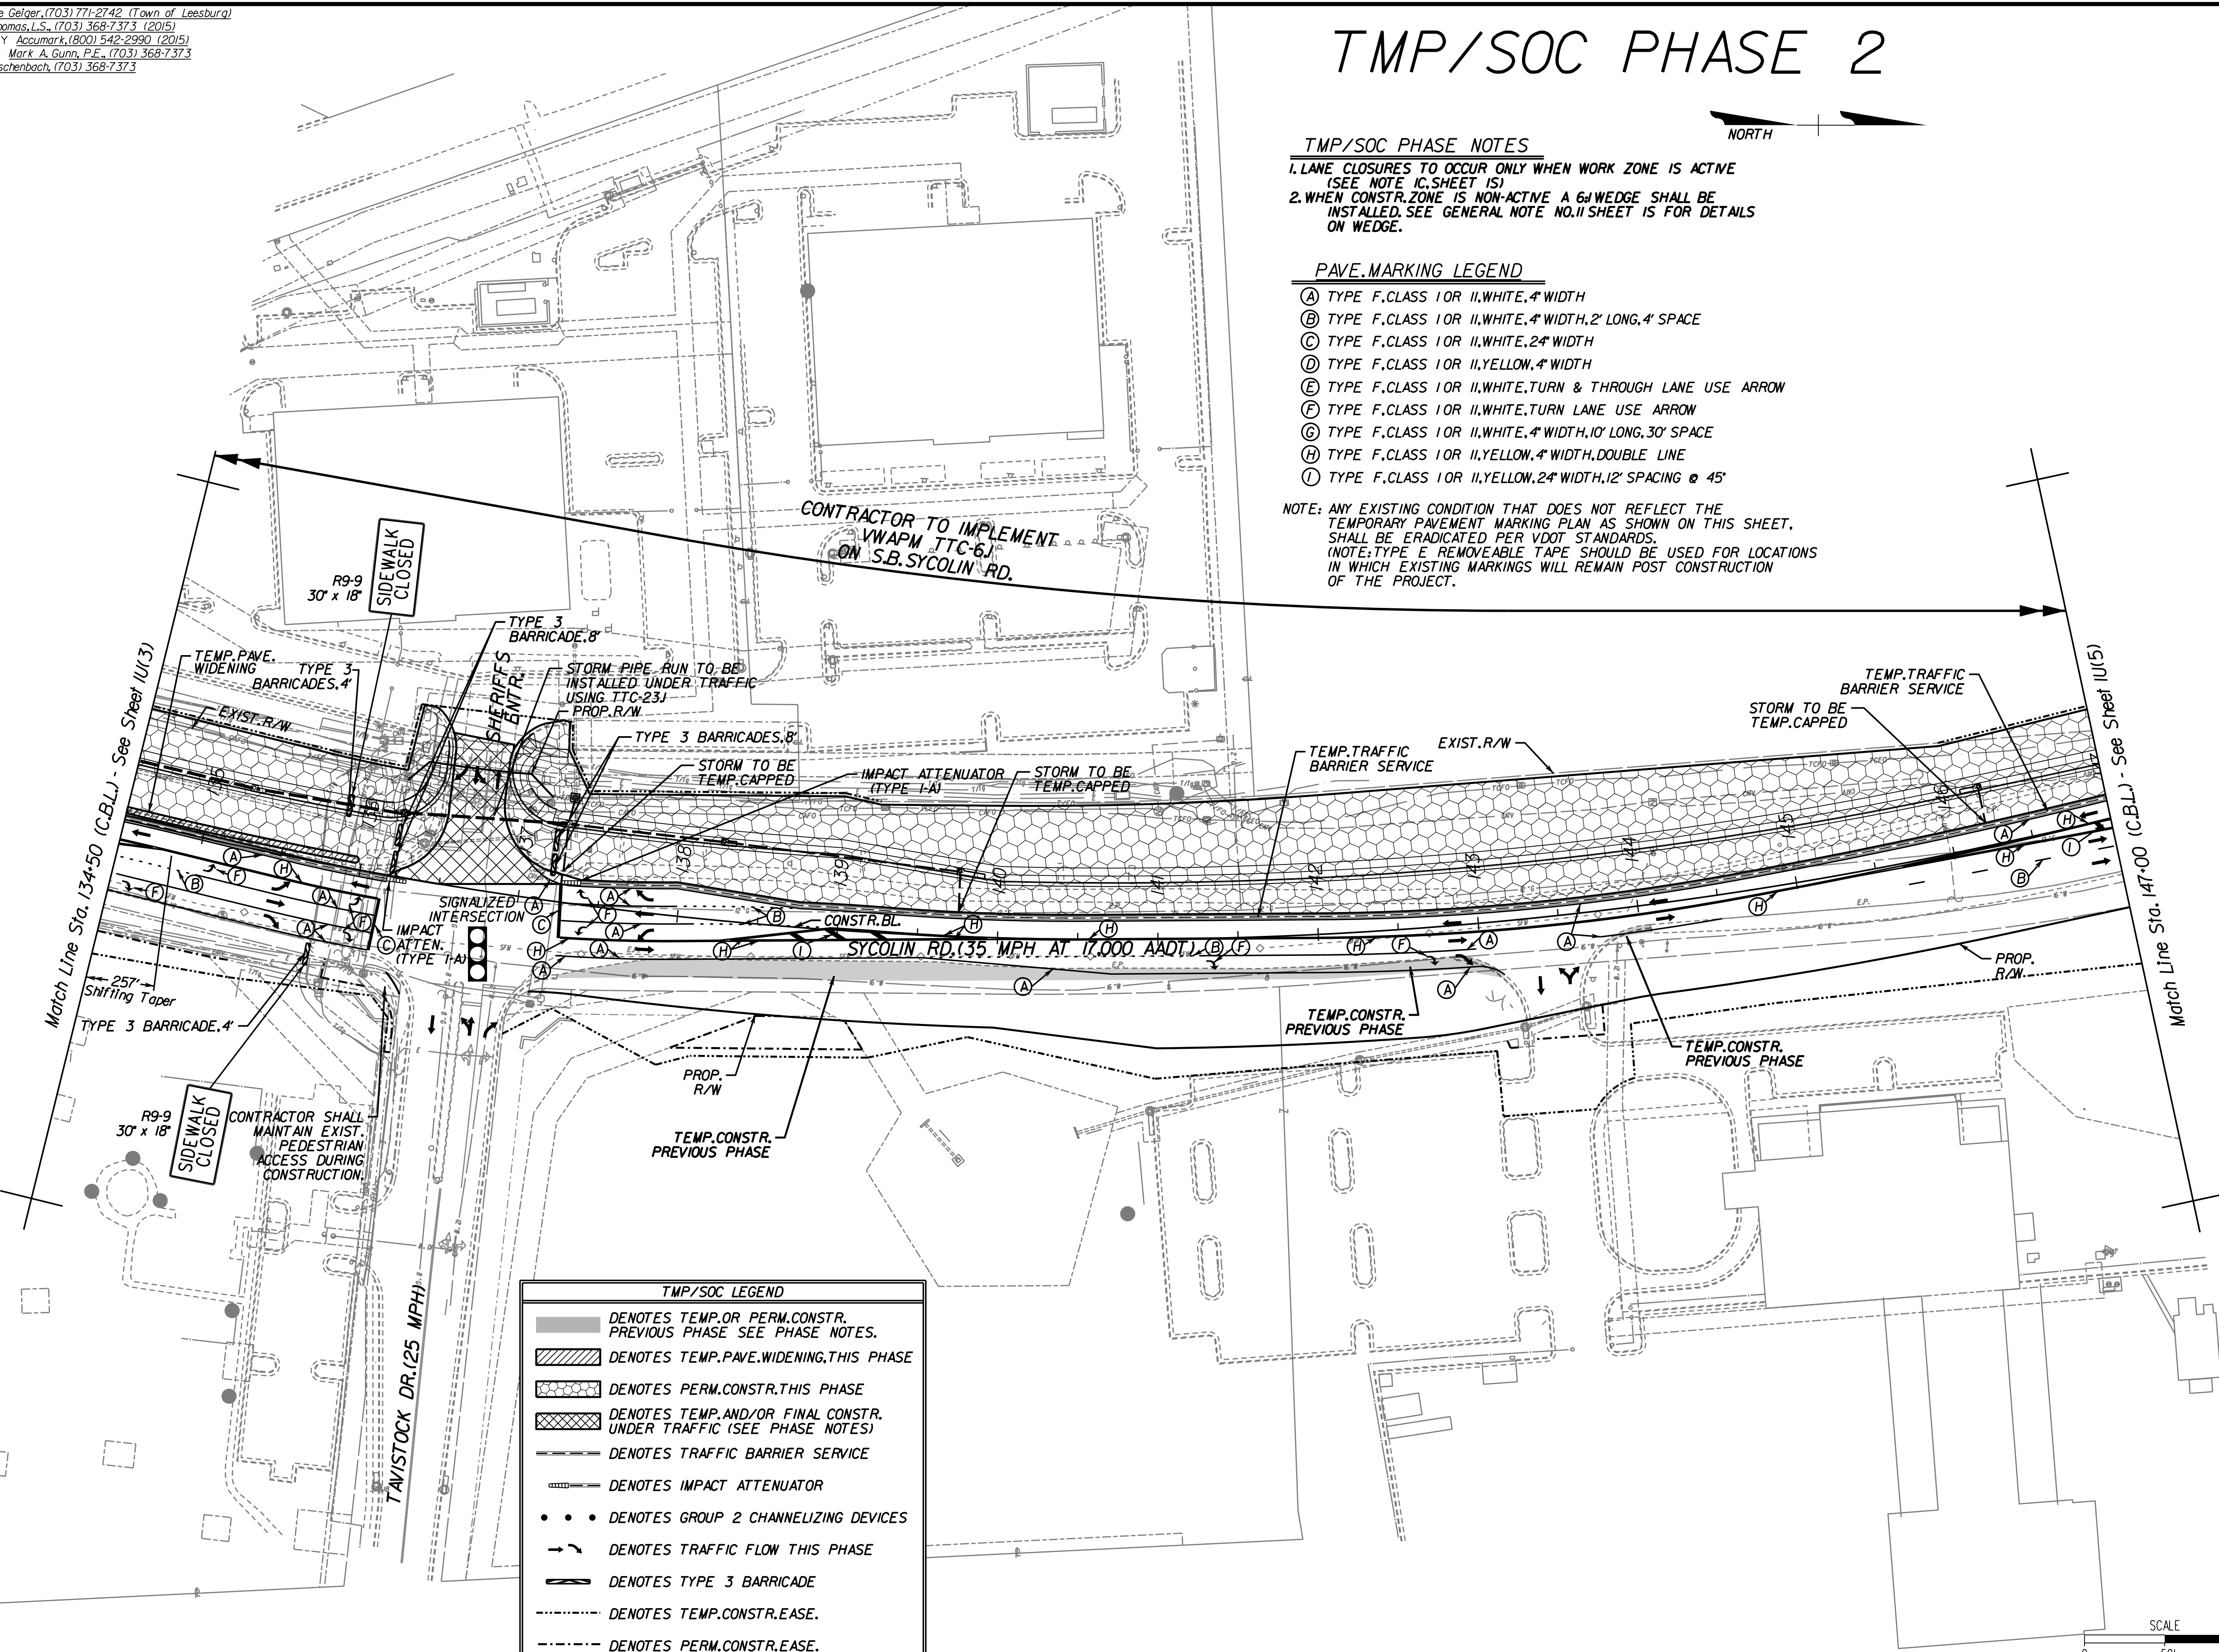 e Geiger, (703) 771-2742 (Town of Leesburg)
homas, L.S., (703) 368-7373 (2015)
Y Accumark, (800) 542-2990 (2015)
Mark A. Gunn, P.E., (703) 368-7373
schenbach, (703) 368-7373
TMP/SOC PHASE 2
NORTH
TMP/SOC PHASE NOTES
1. LANE CLOSURES TO OCCUR ONLY WHEN WORK ZONE IS ACTIVE
(SEE NOTE 1C, SHEET 1S)
2. WHEN CONSTR. ZONE IS NON-ACTIVE A 6:1 WEDGE SHALL BE
INSTALLED. SEE GENERAL NOTE NO. 11 SHEET 1S FOR DETAILS
ON WEDGE.
PAVE. MARKING LEGEND
A TYPE F, CLASS I OR II, WHITE, 4" WIDTH
B TYPE F, CLASS I OR II, WHITE, 4" WIDTH, 2' LONG, 4' SPACE
C TYPE F, CLASS I OR II, WHITE, 24" WIDTH
D TYPE F, CLASS I OR II, YELLOW, 4" WIDTH
E TYPE F, CLASS I OR II, WHITE, TURN & THROUGH LANE USE ARROW
F TYPE F, CLASS I OR II, WHITE, TURN LANE USE ARROW
G TYPE F, CLASS I OR II, WHITE, 4" WIDTH, 10' LONG, 30' SPACE
H TYPE F, CLASS I OR II, YELLOW, 4" WIDTH, DOUBLE LINE
I TYPE F, CLASS I OR II, YELLOW, 24" WIDTH, 12' SPACING @ 45°
NOTE: ANY EXISTING CONDITION THAT DOES NOT REFLECT THE
TEMPORARY PAVEMENT MARKING PLAN AS SHOWN ON THIS SHEET,
SHALL BE ERADICATED PER VDOT STANDARDS.
(NOTE: TYPE E REMOVEABLE TAPE SHOULD BE USED FOR LOCATIONS
IN WHICH EXISTING MARKINGS WILL REMAIN POST CONSTRUCTION
OF THE PROJECT.
CONTRACTOR TO IMPLEMENT
VWAPM TTC-6.1
ON S.B. SYCOLIN RD.
R9-9
30" x 18"
SIDEWALK
CLOSED
TYPE 3
BARRICADE, 8'
SHERIFFS
ENTR.
STORM PIPE RUN TO BE
INSTALLED UNDER TRAFFIC
USING TTC-23.1
PROP. R/W
TEMP. PAVE.
WIDENING
TYPE 3
BARRICADES, 4'
EXIST. R/W
TYPE 3 BARRICADES, 8'
STORM TO BE
TEMP. CAPPED
IMPACT ATTENUATOR
(TYPE 1-A)
STORM TO BE
TEMP. CAPPED
TEMP. TRAFFIC
BARRIER SERVICE
EXIST. R/W
STORM TO BE
TEMP. CAPPED
TEMP. TRAFFIC
BARRIER SERVICE
Match Line Sta. 134+50 (C.B.L.) - See Sheet 1U(3)
Match Line Sta. 147+00 (C.B.L.) - See Sheet 1U(5)
136
137
138
139
140
141
142
143
144
145
146
SIGNALIZED
INTERSECTION
IMPACT
ATTEN.
(TYPE 1-A)
CONSTR. BL.
SYCOLIN RD. (35 MPH AT 17,000 AADT)
257'
Shifting Taper
TYPE 3 BARRICADE, 4'
R9-9
30" x 18"
SIDEWALK
CLOSED
CONTRACTOR SHALL
MAINTAIN EXIST.
PEDESTRIAN
ACCESS DURING
CONSTRUCTION.
PROP.
R/W
TEMP. CONSTR.
PREVIOUS PHASE
TEMP. CONSTR.
PREVIOUS PHASE
TEMP. CONSTR.
PREVIOUS PHASE
PROP.
R/W
TAVISTOCK DR. (25 MPH)
TMP/SOC LEGEND
DENOTES TEMP. OR PERM. CONSTR.
PREVIOUS PHASE SEE PHASE NOTES.
DENOTES TEMP. PAVE. WIDENING, THIS PHASE
DENOTES PERM. CONSTR. THIS PHASE
DENOTES TEMP. AND/OR FINAL CONSTR.
UNDER TRAFFIC (SEE PHASE NOTES)
DENOTES TRAFFIC BARRIER SERVICE
DENOTES IMPACT ATTENUATOR
DENOTES GROUP 2 CHANNELIZING DEVICES
DENOTES TRAFFIC FLOW THIS PHASE
DENOTES TYPE 3 BARRICADE
DENOTES TEMP. CONSTR. EASE.
DENOTES PERM. CONSTR. EASE.
SCALE